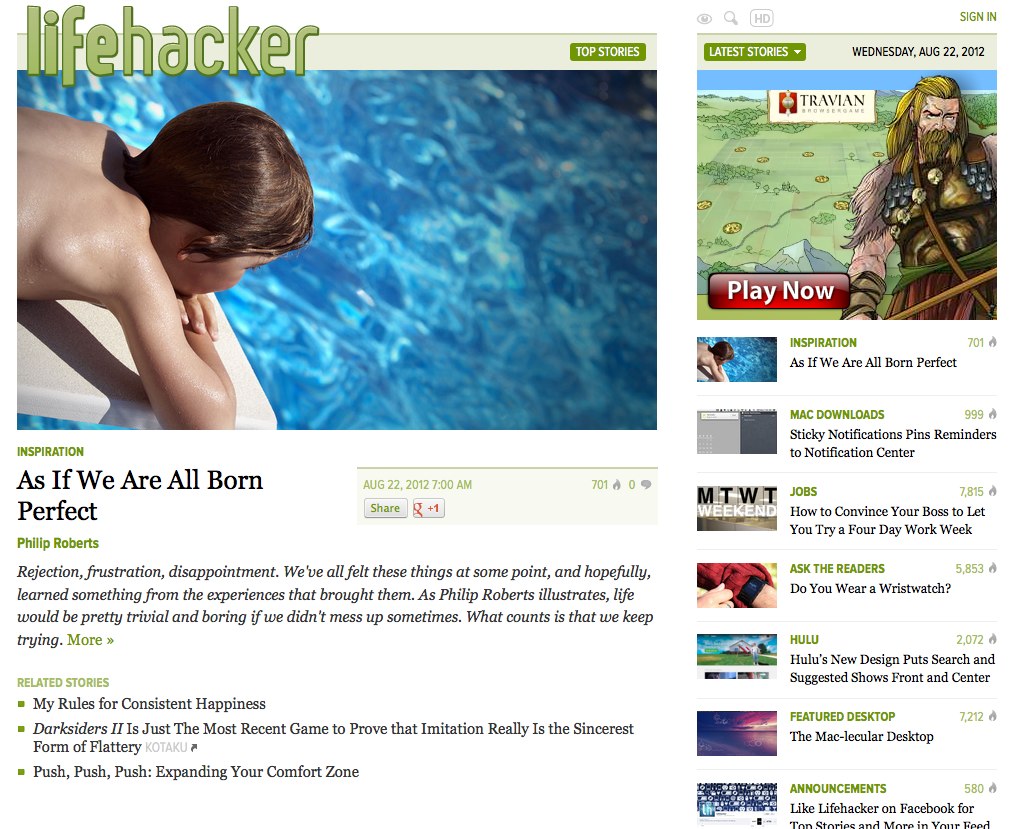 lifehacker
TOP STORIES
INSPIRATION
As If We Are All Born
Perfect
AUG 22, 2012 7:00 AM
701 0
Share
g +1
Philip Roberts
Rejection, frustration, disappointment. We've all felt these things at some point, and hopefully,
learned something from the experiences that brought them. As Philip Roberts illustrates, life
would be pretty trivial and boring if we didn't mess up sometimes. What counts is that we keep
trying. More »
RELATED STORIES
My Rules for Consistent Happiness
Darksiders II Is Just The Most Recent Game to Prove that Imitation Really Is the Sincerest
Form of Flattery KOTAKU
Push, Push, Push: Expanding Your Comfort Zone
HD
SIGN IN
LATEST STORIES
WEDNESDAY, AUG 22, 2012
TRAVIAN
BROWSERGAME
Play Now
INSPIRATION 701
As If We Are All Born Perfect
MAC DOWNLOADS 999
Sticky Notifications Pins Reminders
to Notification Center
MTWT
WEEKEND
JOBS 7,815
How to Convince Your Boss to Let
You Try a Four Day Work Week
ASK THE READERS 5,853
Do You Wear a Wristwatch?
HULU 2,072
Hulu's New Design Puts Search and
Suggested Shows Front and Center
FEATURED DESKTOP 7,212
The Mac-lecular Desktop
lh
ANNOUNCEMENTS 580
Like Lifehacker on Facebook for
Top Stories and More in Your Feed